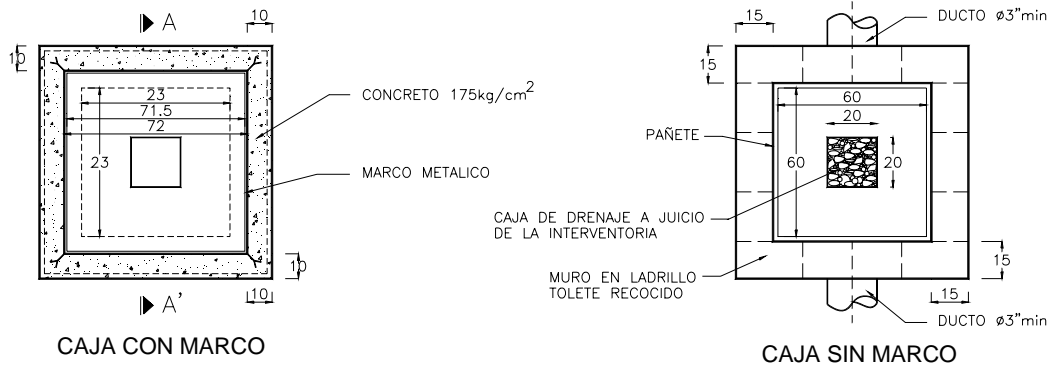 A
10
10
23
71.5
72
23
CONCRETO 175kg/cm²
MARCO METALICO
10
10
A'
CAJA CON MARCO
15
DUCTO ø3"min
15
60
20
PAÑETE
60
20
CAJA DE DRENAJE A JUICIO
DE LA INTERVENTORIA
MURO EN LADRILLO
TOLETE RECOCIDO
15
15
DUCTO ø3"min
CAJA SIN MARCO